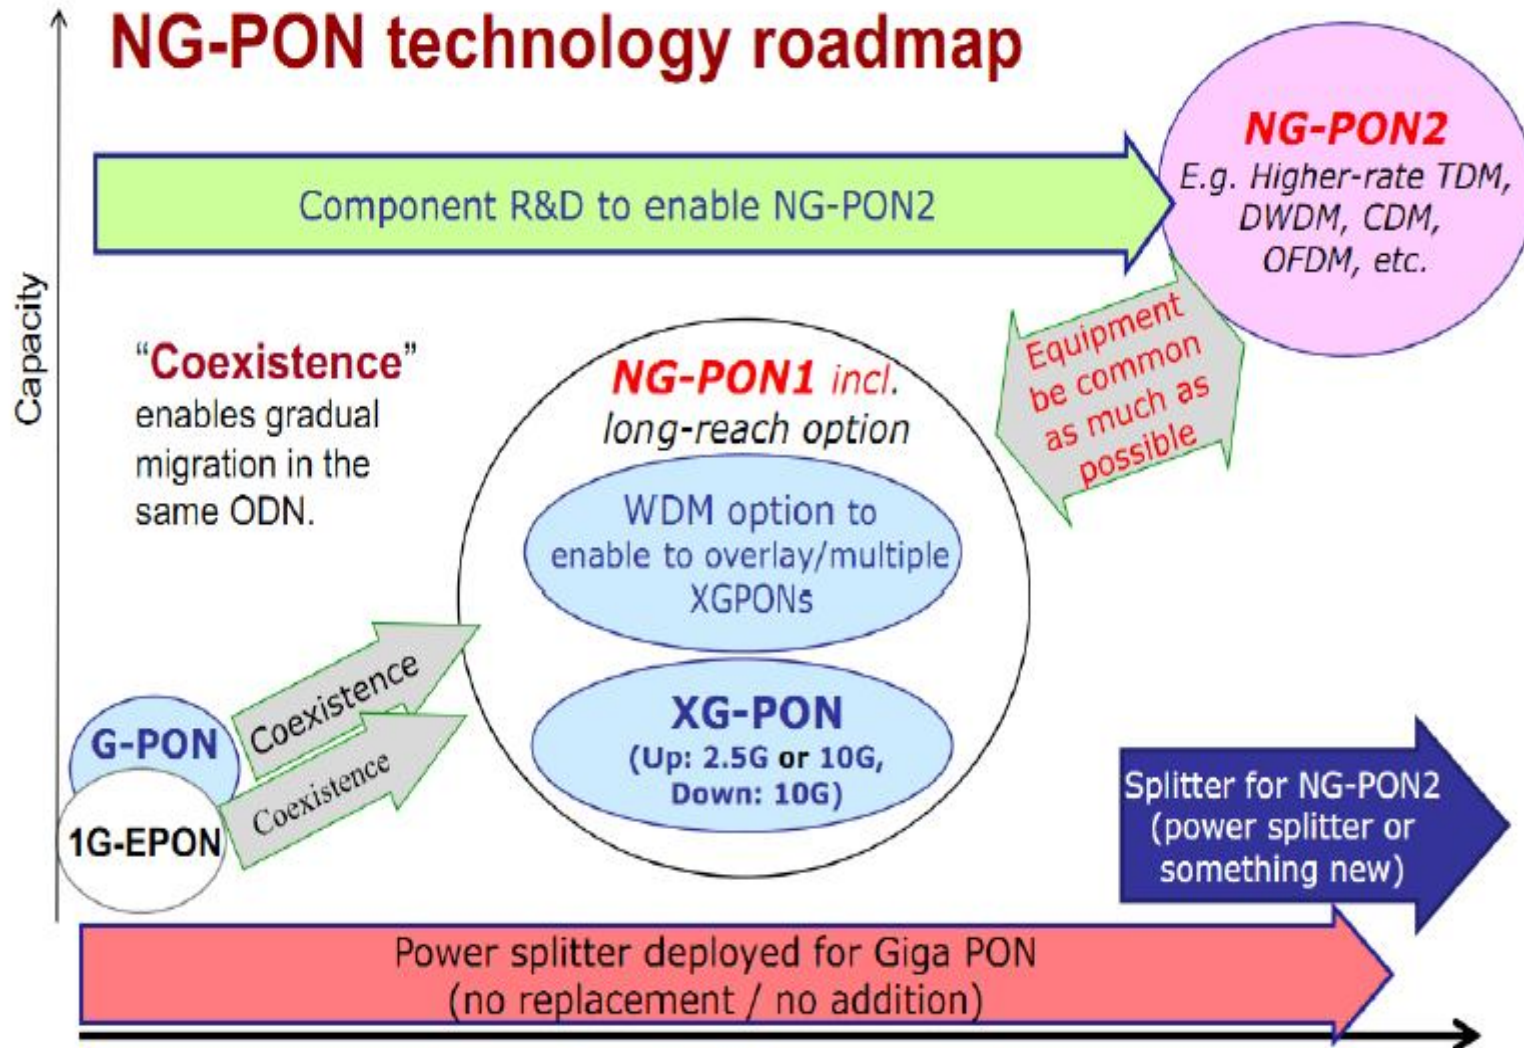 NG-PON technology roadmap
NG-PON2
E.g. Higher-rate TDM,
DWDM, CDM,
OFDM, etc.
Component R&D to enable NG-PON2
Capacity
“Coexistence”
enables gradual
migration in the
same ODN.
NG-PON1 incl.
long-reach option
WDM option to
enable to overlay/multiple
XGPONs
XG-PON
(Up: 2.5G or 10G,
Down: 10G)
Equipment
be common
as much as
possible
G-PON
1G-EPON
Coexistence
Coexistence
Splitter for NG-PON2
(power splitter or
something new)
Power splitter deployed for Giga PON
(no replacement / no addition)